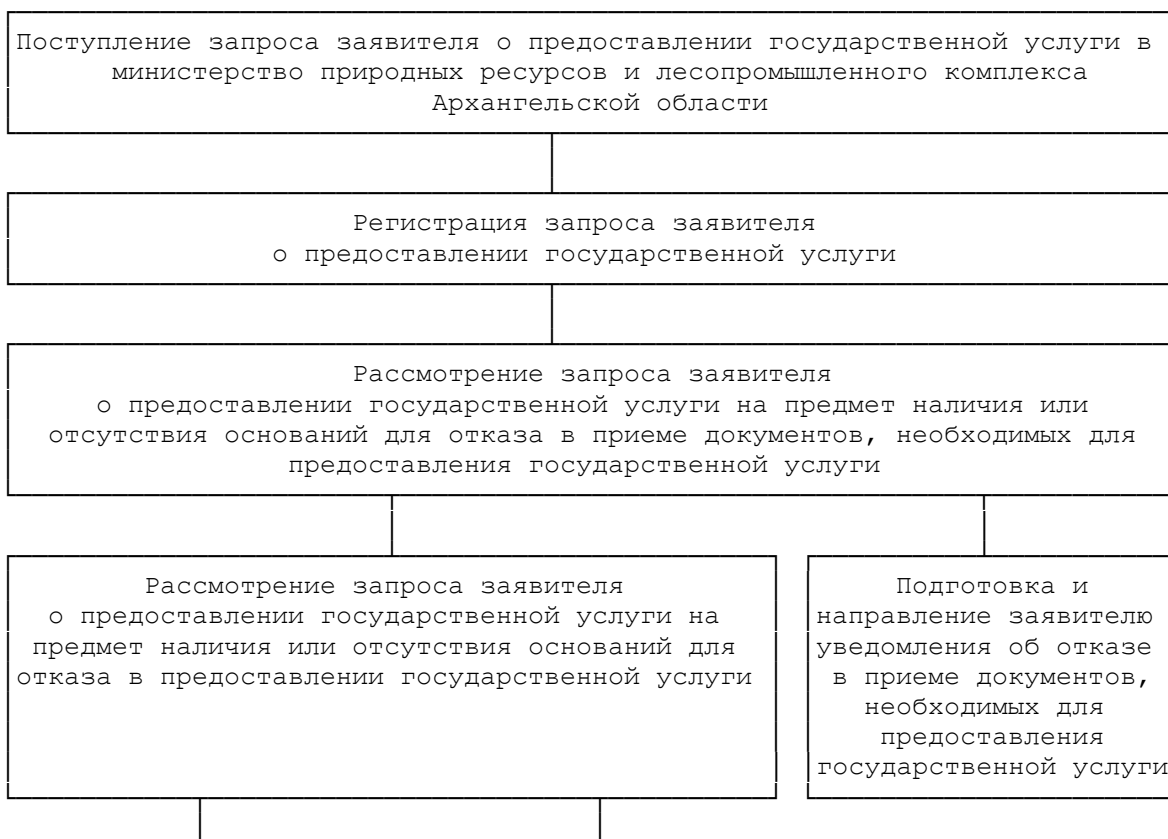 Поступление запроса заявителя о предоставлении государственной услуги в
министерство природных ресурсов и лесопромышленного комплекса
Архангельской области
Регистрация запроса заявителя
о предоставлении государственной услуги
Рассмотрение запроса заявителя
о предоставлении государственной услуги на предмет наличия или
отсутствия оснований для отказа в приеме документов, необходимых для
предоставления государственной услуги
Рассмотрение запроса заявителя
о предоставлении государственной услуги на
предмет наличия или отсутствия оснований для
отказа в предоставлении государственной услуги
Подготовка и
направление заявителю
уведомления об отказе
в приеме документов,
необходимых для
предоставления
государственной услуги